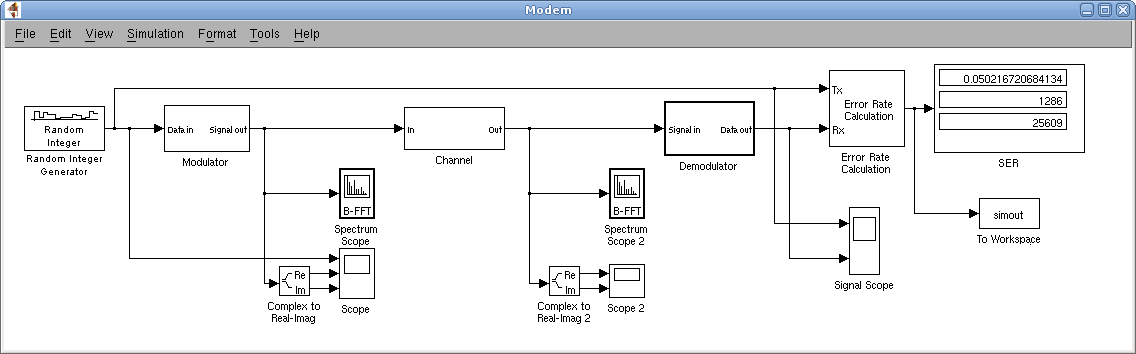 Modem
File Edit View Simulation Format Tools Help
Random
Integer
Random Integer
Generator
Data in Signal out
Modulator
In Out
Channel
Signal in Data out
Demodulator
Tx
Rx
Error Rate
Calculation
Error Rate
Calculation
0.050216720684134
1286
25609
SER
B-FFT
Spectrum
Scope
B-FFT
Spectrum
Scope 2
simout
To Workspace
Signal Scope
Re
Im
Complex to
Real-Imag
Scope
Re
Im
Complex to
Real-Imag 2
Scope 2